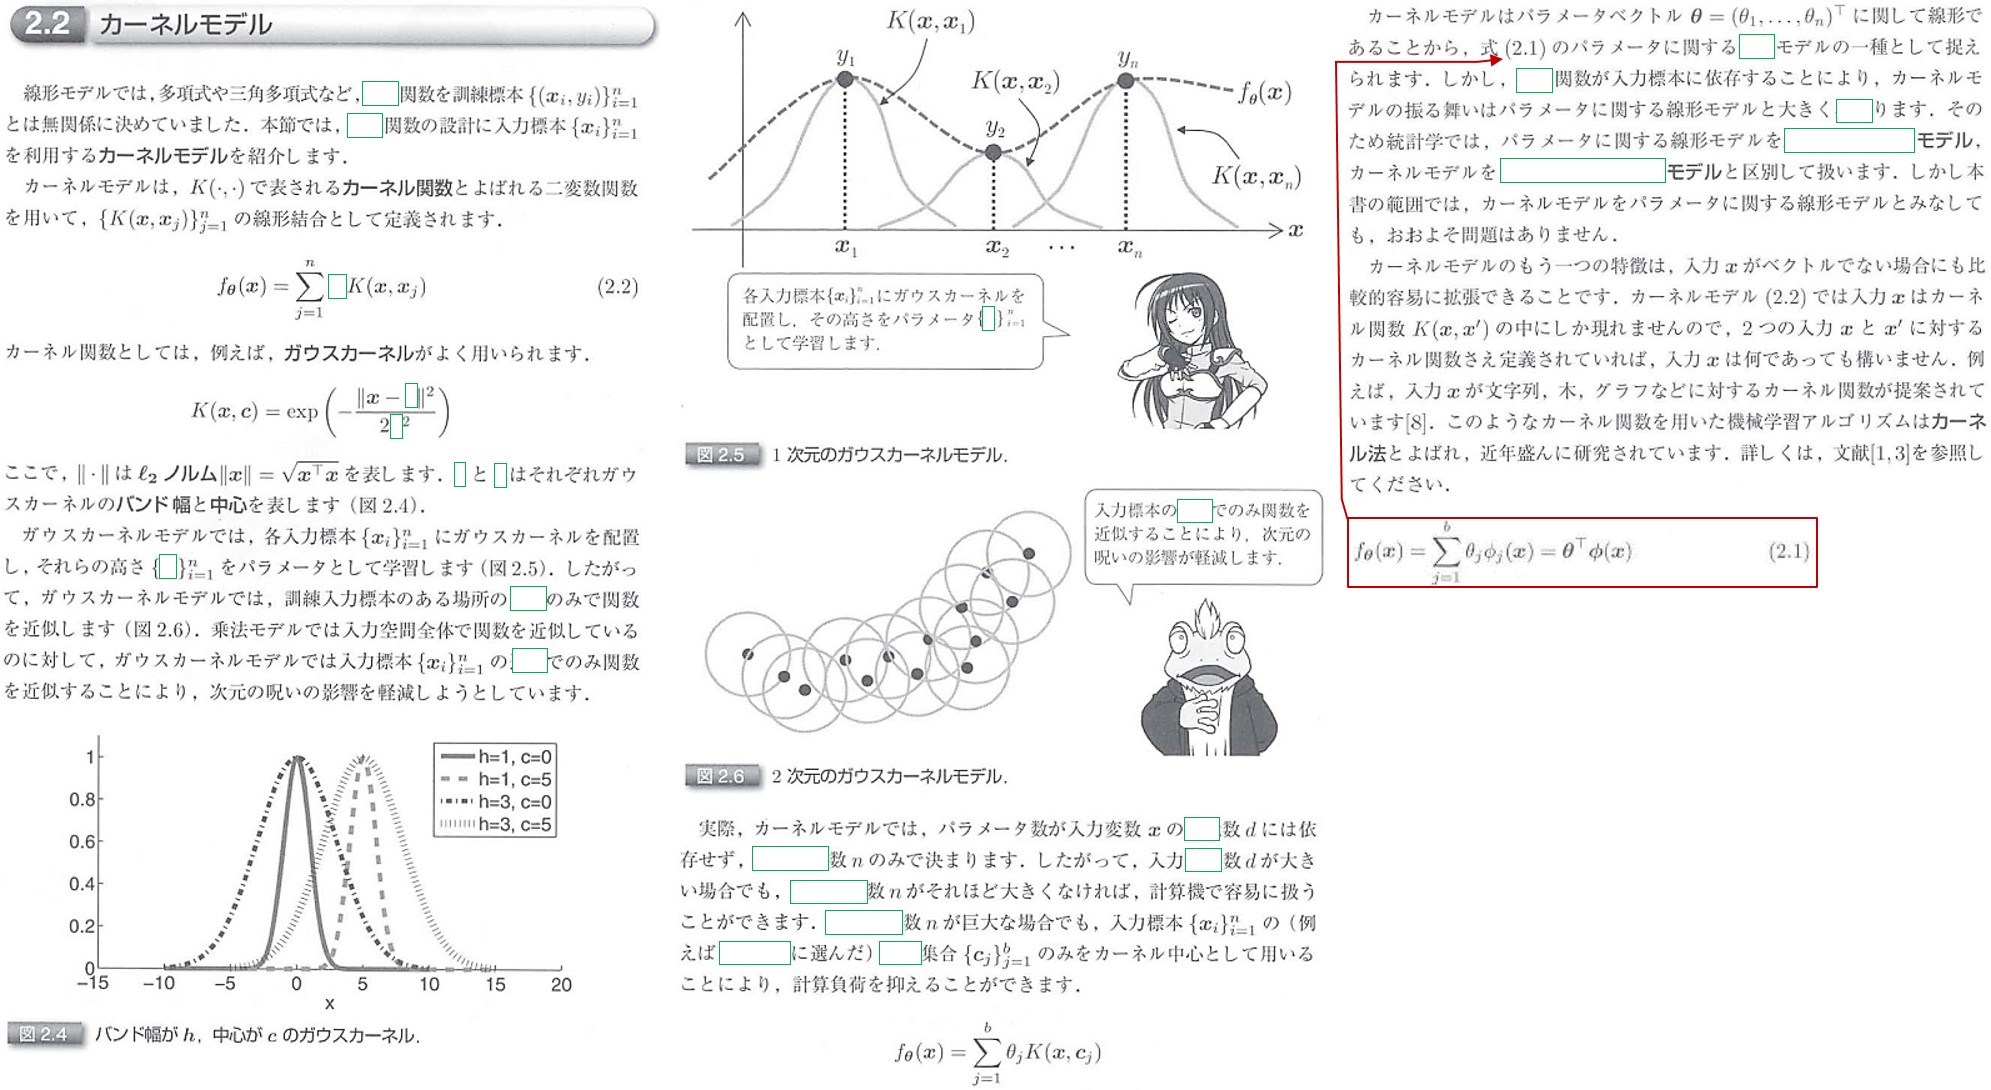 2.2 カーネルモデル
線形モデルでは,多項式や三角多項式など,関数を訓練標本 {(x_i, y_i)}_{i=1}^n
とは無関係に決めていました．本節では,関数の設計に入力標本 {x_i}_{i=1}^n
を利用するカーネルモデルを紹介します．
カーネルモデルは, K(·,·) で表されるカーネル関数とよばれる二変数関数
を用いて, {K(x, x_j)}_{j=1}^n の線形結合として定義されます．
f_θ(x) = ∑_{j=1}^n K(x, x_j) (2.2)
カーネル関数としては, 例えば, ガウスカーネルがよく用いられます．
K(x, c) = exp(−‖x − ‖² / 2 ²)
ここで, ‖·‖ は ℓ₂ ノルム‖x‖ = √(x^⊤x) を表します． と はそれぞれガウ
スカーネルのバンド幅と中心を表します (図 2.4)．
ガウスカーネルモデルでは, 各入力標本 {x_i}_{i=1}^n にガウスカーネルを配置
し, それらの高さ { }_{i=1}^n をパラメータとして学習します (図 2.5)．したがっ
て, ガウスカーネルモデルでは, 訓練入力標本のある場所の のみで関数
を近似します (図 2.6)．乗法モデルでは入力空間全体で関数を近似している
のに対して, ガウスカーネルモデルでは入力標本 {x_i}_{i=1}^n の でのみ関数
を近似することにより, 次元の呪いの影響を軽減しようとしています．
1
0.8
0.6
0.4
0.2
0
−15 −10 −5 0 5 10 15 20
x
h=1, c=0
h=1, c=5
h=3, c=0
h=3, c=5
図 2.4 バンド幅が h, 中心が c のガウスカーネル．
K(x, x_1)
y_1
K(x, x_2)
y_n
f_θ(x)
y_2
K(x, x_n)
x_1 x_2 ⋯ x_n x
各入力標本{x_i}_{i=1}^nにガウスカーネルを
配置し, その高さをパラメータ{ }_{i=1}^n
として学習します．
図 2.5 1 次元のガウスカーネルモデル．
入力標本の でのみ関数を
近似することにより, 次元の
呪いの影響が軽減します．
図 2.6 2 次元のガウスカーネルモデル．
実際, カーネルモデルでは, パラメータ数が入力変数 x の 数 d には依
存せず, 数 n のみで決まります．したがって, 入力 数 d が大き
い場合でも, 数 n がそれほど大きくなければ, 計算機で容易に扱う
ことができます． 数 n が巨大な場合でも, 入力標本 {x_i}_{i=1}^n の (例
えば に選んだ) 集合 {c_j}_{j=1}^b のみをカーネル中心として用いる
ことにより, 計算負荷を抑えることができます．
f_θ(x) = ∑_{j=1}^b θ_j K(x, c_j)
カーネルモデルはパラメータベクトル θ = (θ_1, . . . , θ_n)^⊤ に関して線形で
あることから, 式 (2.1) のパラメータに関する モデルの一種として捉え
られます．しかし, 関数が入力標本に依存することにより, カーネルモ
デルの振る舞いはパラメータに関する線形モデルと大きく ります．その
ため統計学では, パラメータに関する線形モデルを モデル,
カーネルモデルを モデルと区別して扱います．しかし本
書の範囲では, カーネルモデルをパラメータに関する線形モデルとみなして
も, おおよそ問題はありません．
カーネルモデルのもう一つの特徴は, 入力 x がベクトルでない場合にも比
較的容易に拡張できることです．カーネルモデル (2.2) では入力 x はカーネ
ル関数 K(x, x′) の中にしか現れませんので, 2 つの入力 x と x′ に対する
カーネル関数さえ定義されていれば, 入力 x は何であっても構いません．例
えば, 入力 x が文字列, 木, グラフなどに対するカーネル関数が提案されて
います[8]．このようなカーネル関数を用いた機械学習アルゴリズムはカーネ
ル法とよばれ, 近年盛んに研究されています．詳しくは, 文献[1,3]を参照し
てください．
f_θ(x) = ∑_{j=1}^b θ_j φ_j(x) = θ^⊤φ(x) (2.1)